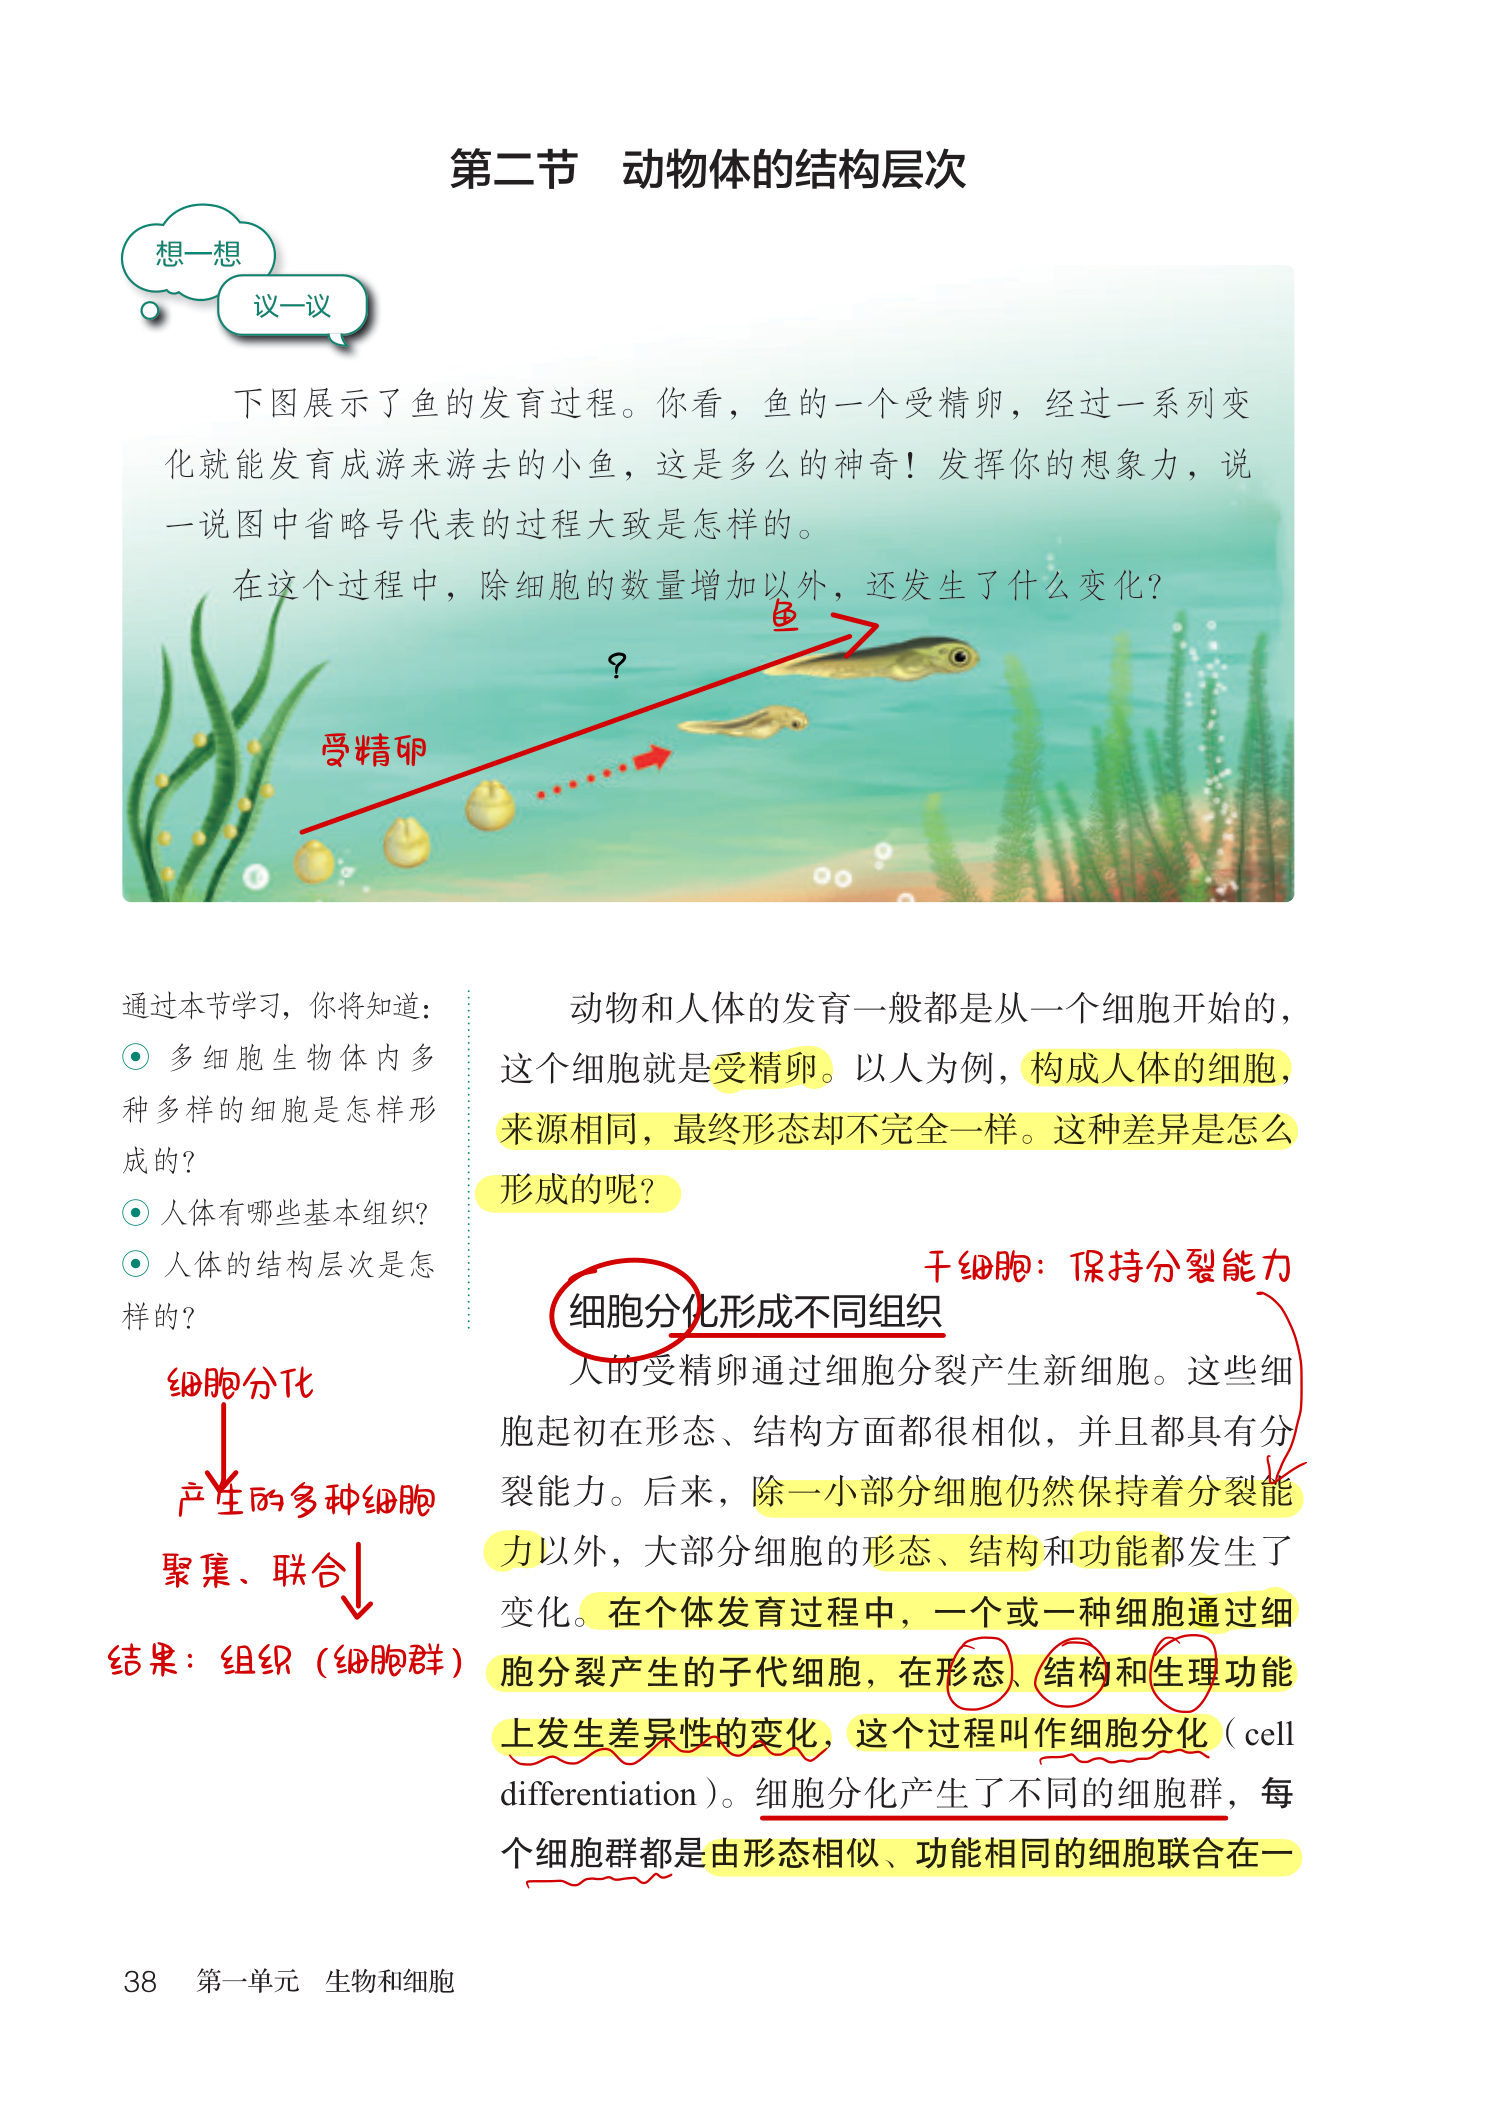 第二节 动物体的结构层次
想一想
议一议
下图展示了鱼的发育过程。你看，鱼的一个受精卵，经过一系列变
化就能发育成游来游去的小鱼，这是多么的神奇！发挥你的想象力，说
一说图中省略号代表的过程大致是怎样的。
在这个过程中，除细胞的数量增加以外，还发生了什么变化？
鱼
？
受精卵
通过本节学习，你将知道：
多细胞生物体内多
种多样的细胞是怎样形
成的？
人体有哪些基本组织？
人体的结构层次是怎
样的？
细胞分化
产生的多种细胞
聚集、联合
结果：组织（细胞群）
动物和人体的发育一般都是从一个细胞开始的，
这个细胞就是受精卵。以人为例，构成人体的细胞，
来源相同，最终形态却不完全一样。这种差异是怎么
形成的呢？
干细胞：保持分裂能力
细胞分化形成不同组织
人的受精卵通过细胞分裂产生新细胞。这些细
胞起初在形态、结构方面都很相似，并且都具有分
裂能力。后来，除一小部分细胞仍然保持着分裂能
力以外，大部分细胞的形态、结构和功能都发生了
变化。在个体发育过程中，一个或一种细胞通过细
胞分裂产生的子代细胞，在形态、结构和生理功能
上发生差异性的变化，这个过程叫作细胞分化（cell
differentiation）。细胞分化产生了不同的细胞群，每
个细胞群都是由形态相似、功能相同的细胞联合在一
38 第一单元 生物和细胞